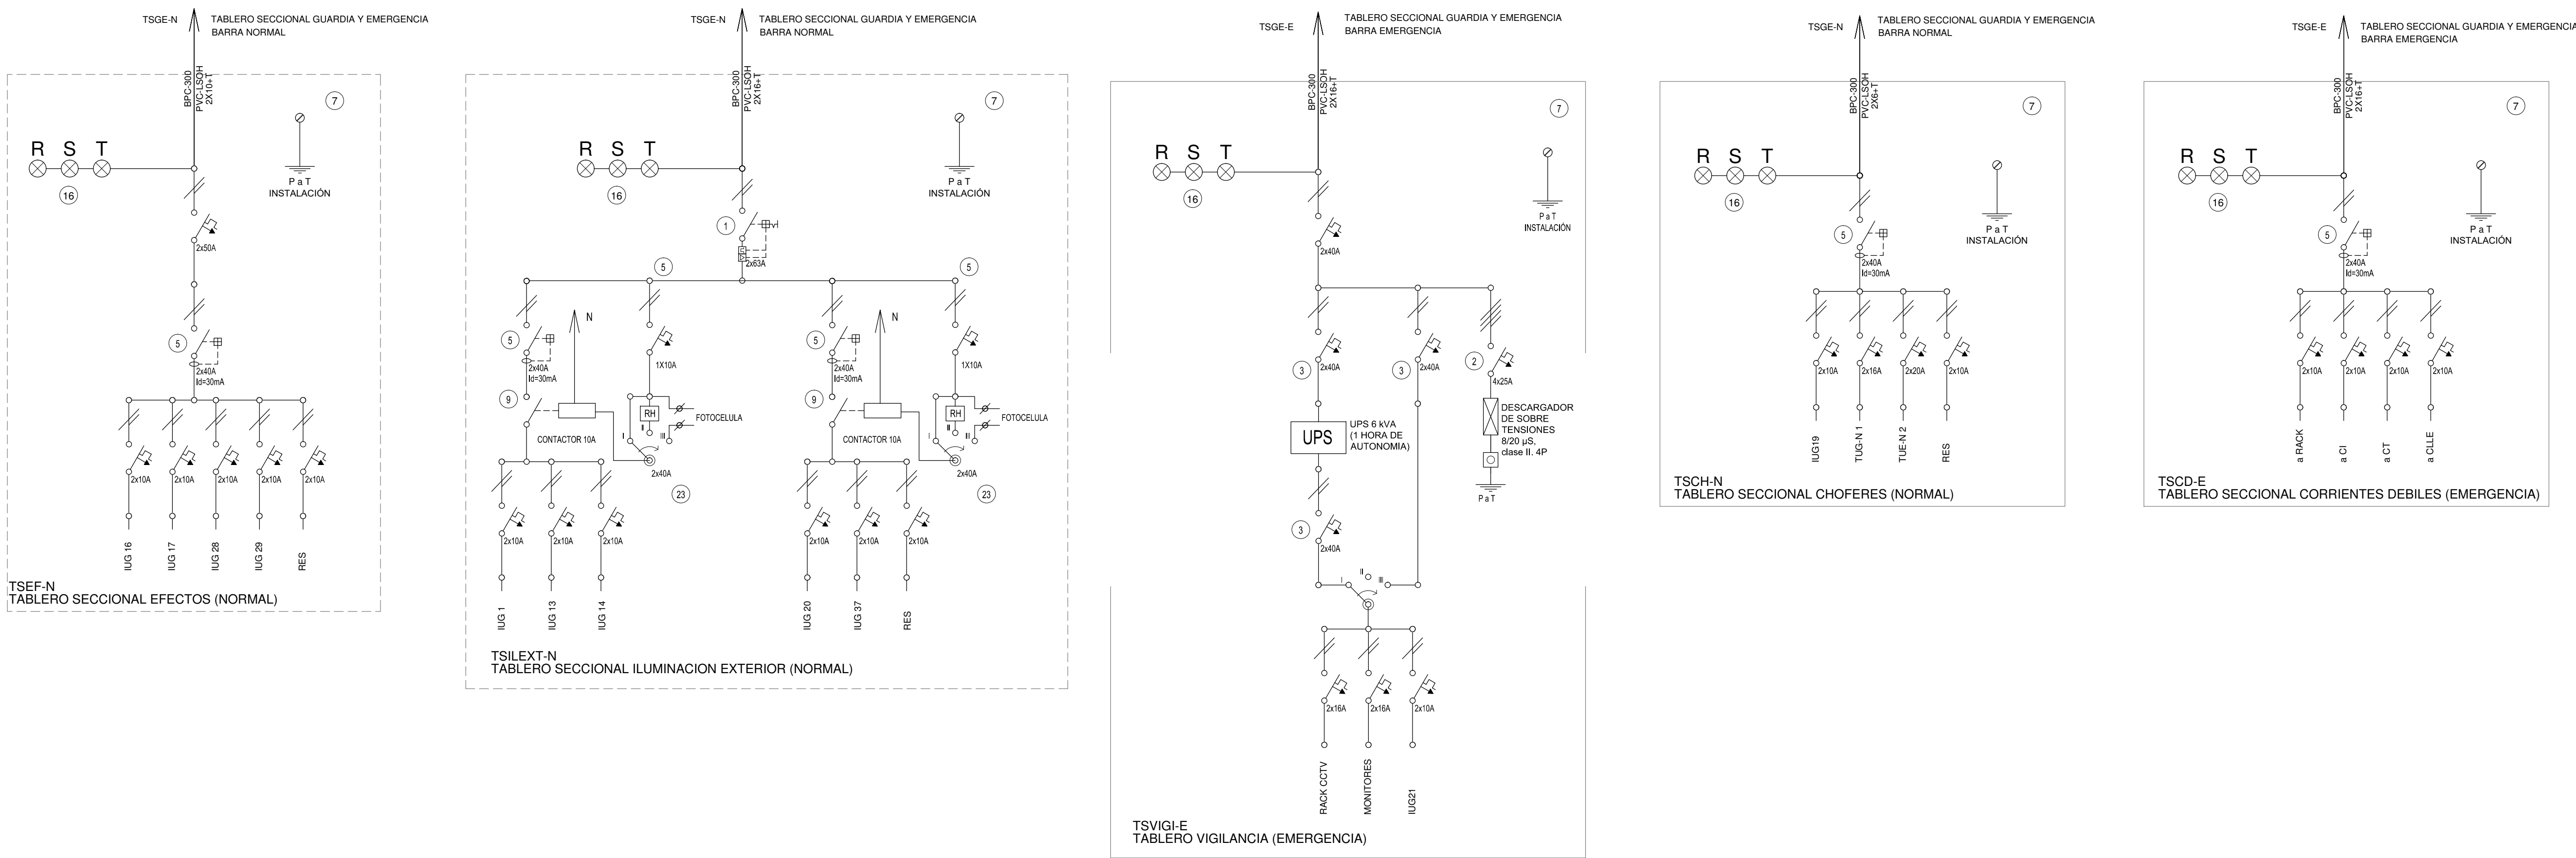 TSGE-N
TABLERO SECCIONAL GUARDIA Y EMERGENCIA
BARRA NORMAL
BPC-300
PVC-LSOH
2X10+T
7
R S T
16
P a T
INSTALACIÓN
2x50A
5
2x40A
Id=30mA
2x10A
2x10A
2x10A
2x10A
2x10A
IUG 16
IUG 17
IUG 28
IUG 29
RES
TSEF-N
TABLERO SECCIONAL EFECTOS (NORMAL)
TSGE-N
TABLERO SECCIONAL GUARDIA Y EMERGENCIA
BARRA NORMAL
BPC-300
PVC-LSOH
2X16+T
7
R S T
16
P a T
INSTALACIÓN
1
2x63A
5
5
N
N
5
2x40A
Id=30mA
1X10A
5
2x40A
Id=30mA
1X10A
9
RH
FOTOCELULA
9
RH
FOTOCELULA
I
II
III
I
II
III
CONTACTOR 10A
CONTACTOR 10A
2x40A
2x40A
23
23
2x10A
2x10A
2x10A
2x10A
2x10A
2x10A
IUG 1
IUG 13
IUG 14
IUG 20
IUG 37
RES
TSILEXT-N
TABLERO SECCIONAL ILUMINACION EXTERIOR (NORMAL)
TSGE-E
TABLERO SECCIONAL GUARDIA Y EMERGENCIA
BARRA EMERGENCIA
BPC-300
PVC-LSOH
2X16+T
7
R S T
16
P a T
INSTALACIÓN
2x40A
3
2x40A
3
2x40A
2
4x25A
UPS
UPS 6 kVA
(1 HORA DE
AUTONOMIA)
DESCARGADOR
DE SOBRE
TENSIONES
8/20 µS,
clase II. 4P
P a T
3
2x40A
I
II
III
2x16A
2x16A
2x10A
RACK CCTV
MONITORES
IUG21
TSVIGI-E
TABLERO VIGILANCIA (EMERGENCIA)
TSGE-N
TABLERO SECCIONAL GUARDIA Y EMERGENCIA
BARRA NORMAL
BPC-300
PVC-LSOH
2X6+T
7
R S T
16
P a T
INSTALACIÓN
5
2x40A
Id=30mA
2x10A
2x16A
2x20A
2x10A
IUG19
TUG-N 1
TUE-N 2
RES
TSCH-N
TABLERO SECCIONAL CHOFERES (NORMAL)
TSGE-E
TABLERO SECCIONAL GUARDIA Y EMERGENCIA
BARRA EMERGENCIA
BPC-300
PVC-LSOH
2X16+T
7
R S T
16
P a T
INSTALACIÓN
5
2x40A
Id=30mA
2x10A
2x10A
2x10A
2x10A
a RACK
a CI
a CT
a CLLE
TSCD-E
TABLERO SECCIONAL CORRIENTES DEBILES (EMERGENCIA)